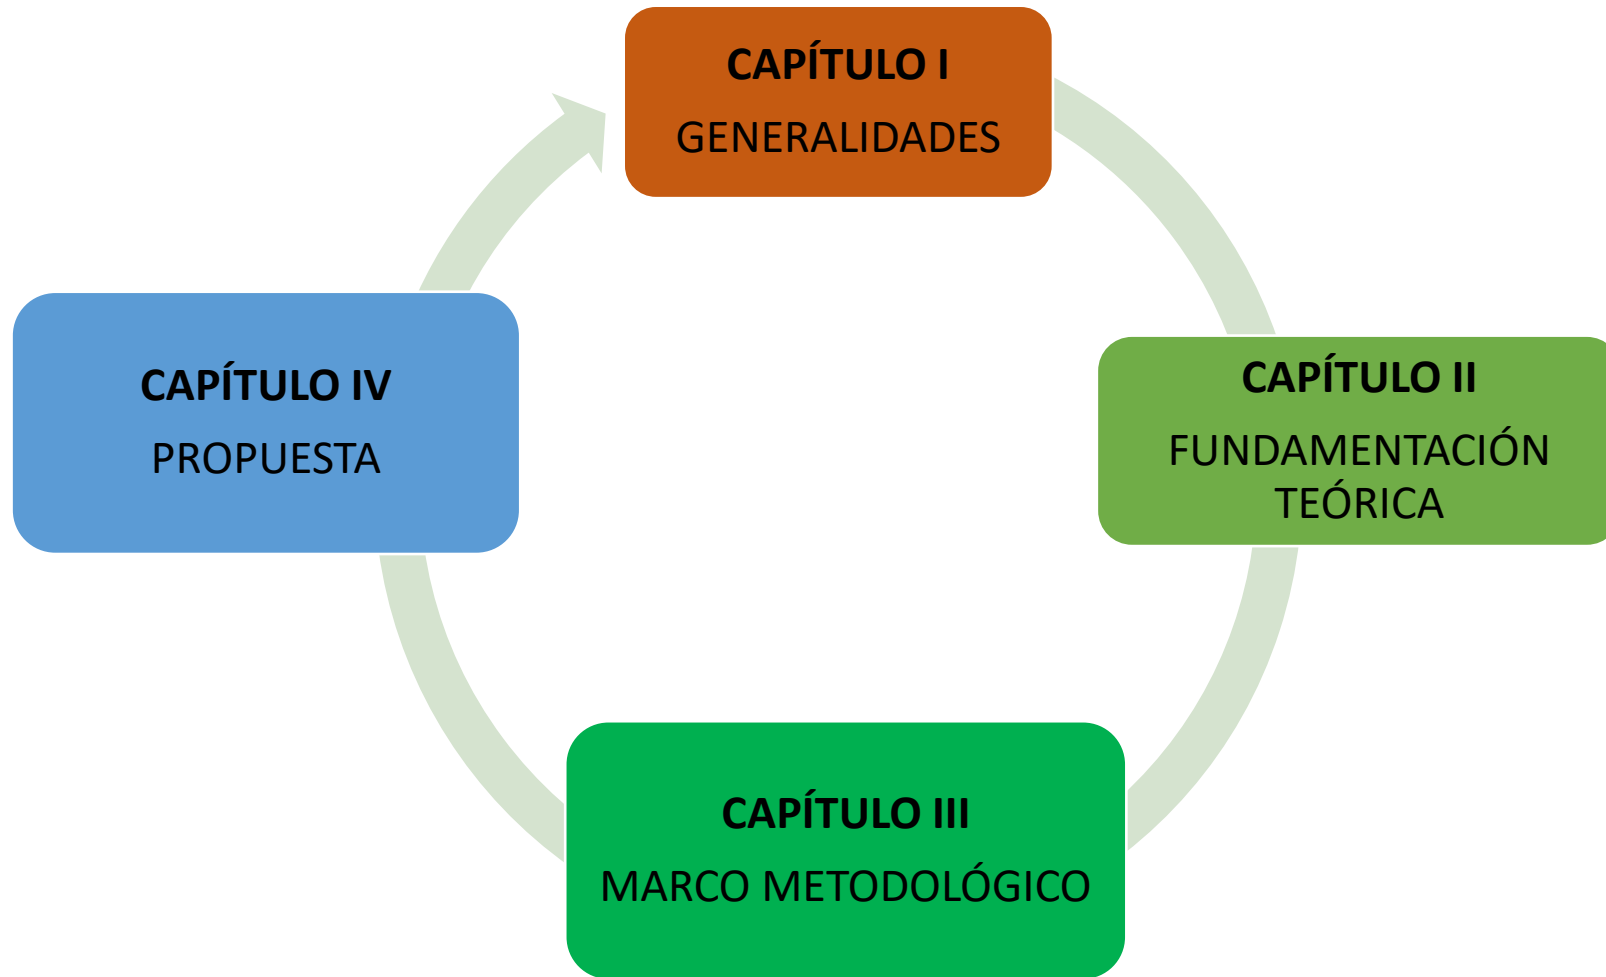 CAPÍTULO I
GENERALIDADES
CAPÍTULO II
FUNDAMENTACIÓN
TEÓRICA
CAPÍTULO III
MARCO METODOLÓGICO
CAPÍTULO IV
PROPUESTA